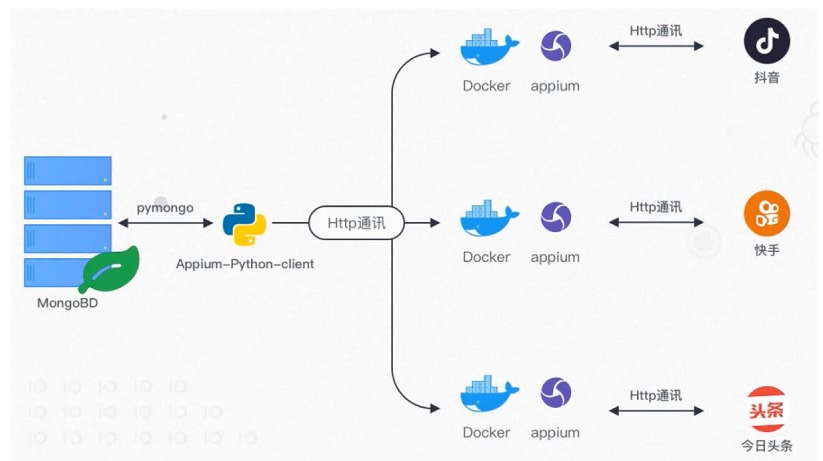 Http通讯
Docker appium
抖音
pymongo
Http通讯
Appium-Python-client
MongoBD
Docker appium
Http通讯
快手
Docker appium
Http通讯
头条
今日头条